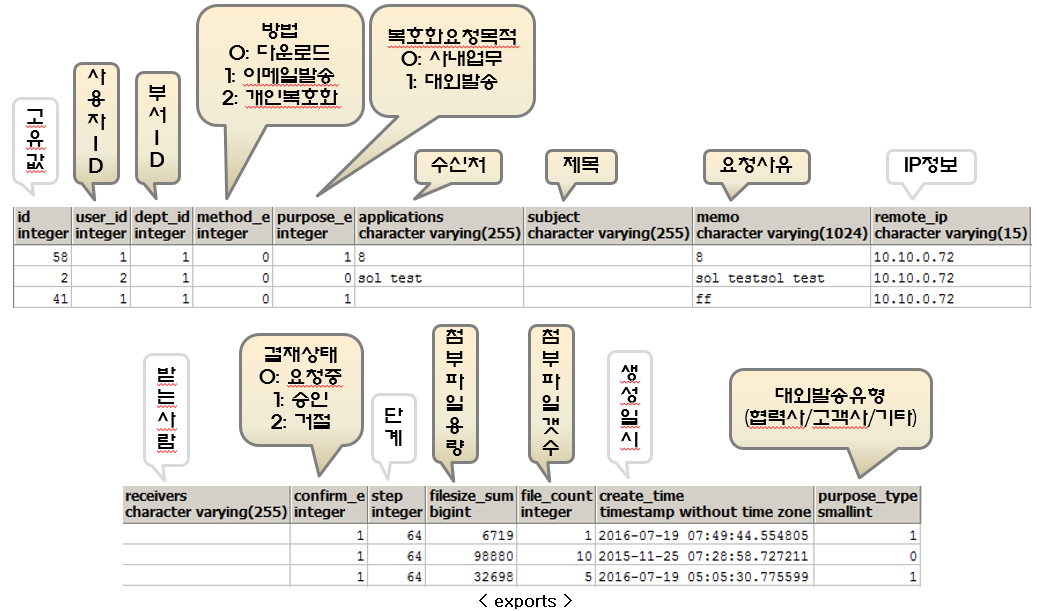 방법
0: 다운로드
1: 이메일발송
2: 개인복호화
복호화요청목적
0: 사내업무
1: 대외발송
고유값
사용자ID
부서ID
수신처
제목
요청사유
IP정보
id user_id dept_id method_e purpose_e applications subject memo remote_ip
integer integer integer integer integer character varying(255) character varying(255) character varying(1024) character varying(15)
58 1 1 0 1 8 8 10.10.0.72
2 2 1 0 0 sol test sol testsol test 10.10.0.72
41 1 1 0 1 ff 10.10.0.72
받는사람
결재상태
0: 요청중
1: 승인
2: 거절
단계
첨부파일용량
첨부파일갯수
생성일시
대외발송유형
(협력사/고객사/기타)
receivers confirm_e step filesize_sum file_count create_time purpose_type
character varying(255) integer integer bigint integer timestamp without time zone smallint
1 64 6719 1 2016-07-19 07:49:44.554805 1
1 64 98880 10 2015-11-25 07:28:58.727211 0
1 64 32698 5 2016-07-19 05:05:30.775599 1
< exports >